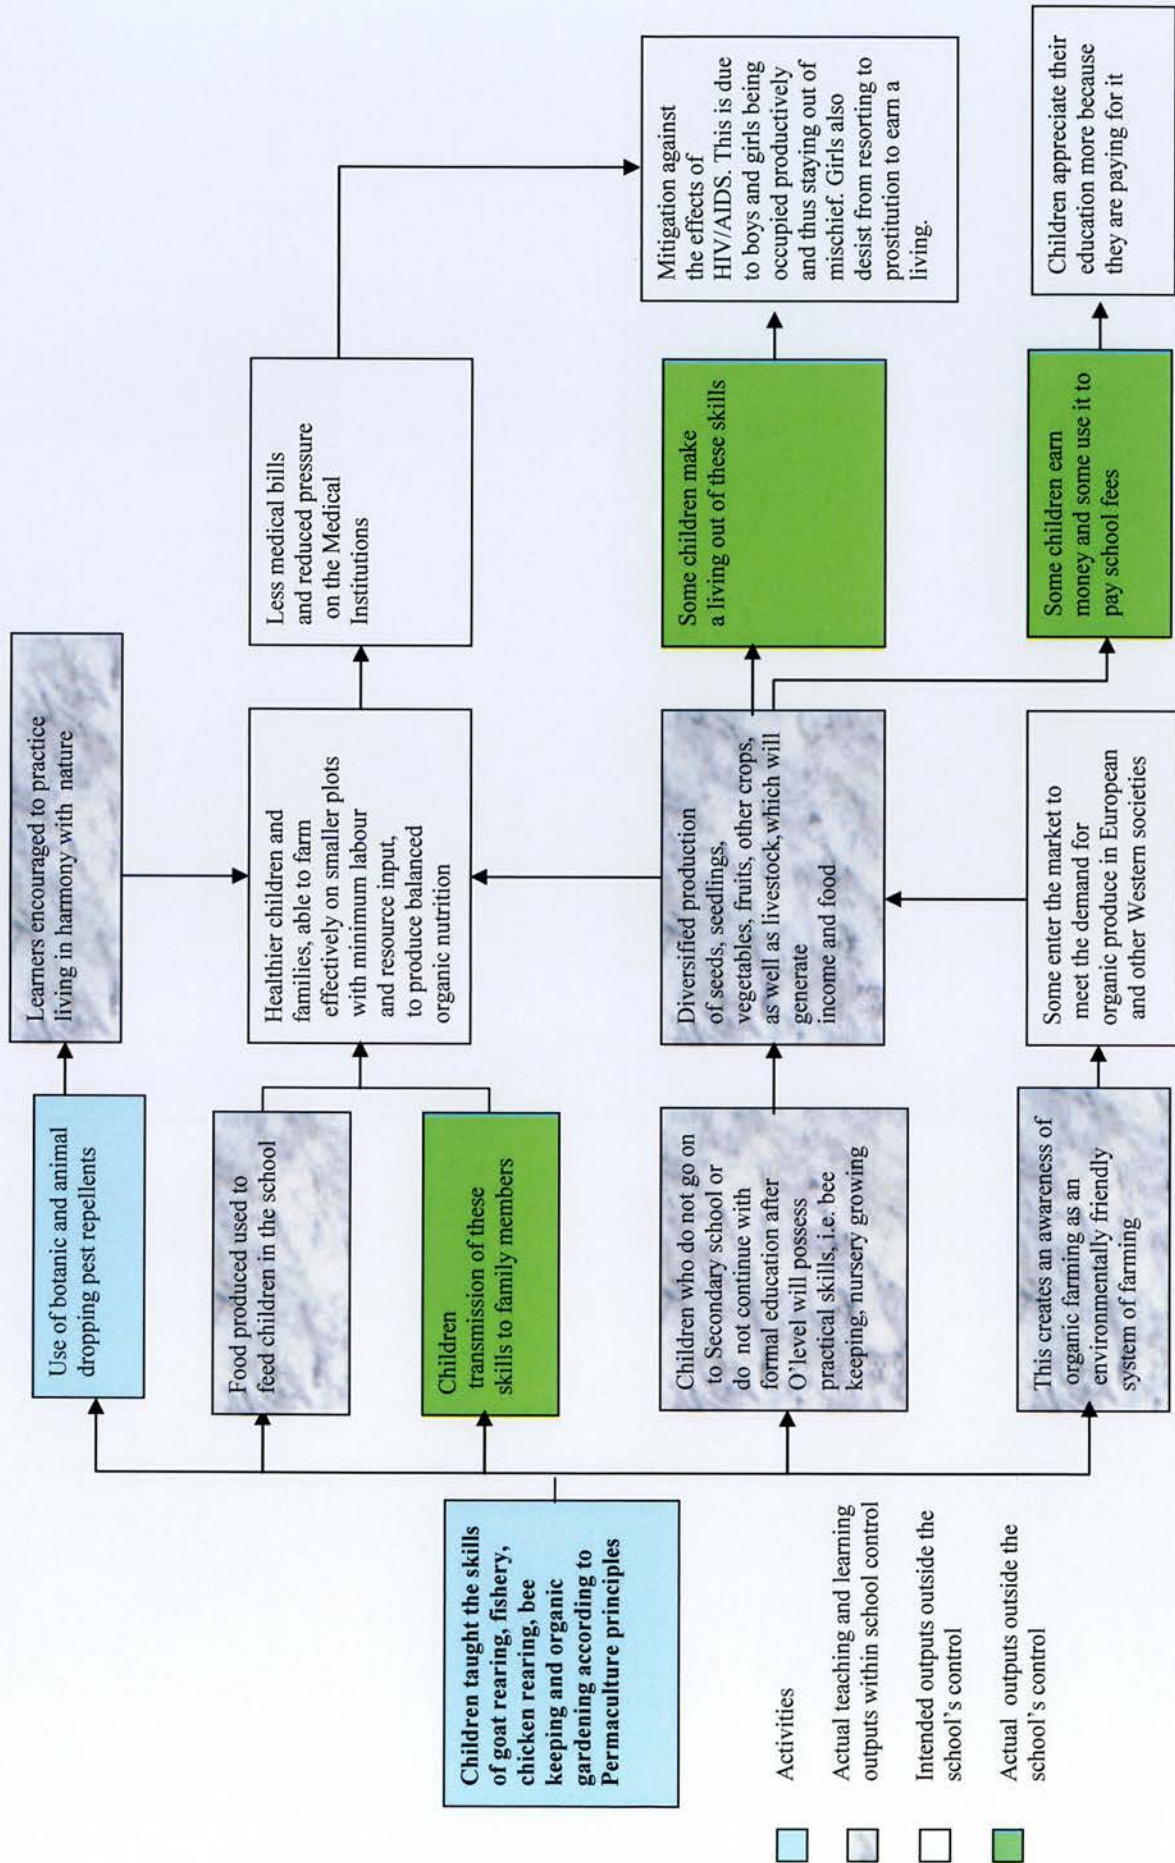 Children taught the skills
of goat rearing, fishery,
chicken rearing, bee
keeping and organic
gardening according to
Permaculture principles
Use of botanic and animal
dropping pest repellents
Food produced used to
feed children in the school
Children
transmission of these
skills to family members
Children who do not go on
to Secondary school or
do not continue with
formal education after
O'level will possess
practical skills, i.e. bee
keeping, nursery growing
This creates an awareness of
organic farming as an
environmentally friendly
system of farming
Learners encouraged to practice
living in harmony with nature
Healthier children and
families, able to farm
effectively on smaller plots
with minimum labour
and resource input,
to produce balanced
organic nutrition
Diversified production
of seeds, seedlings,
vegetables, fruits, other crops,
as well as livestock,which will
generate
income and food
Some enter the market to
meet the demand for
organic produce in European
and other Western societies
Less medical bills
and reduced pressure
on the Medical
Institutions
Some children make
a living out of these skills
Some children earn
money and some use it to
pay school fees
Mitigation against
the effects of
HIV/AIDS. This is due
to boys and girls being
occupied productively
and thus staying out of
mischief. Girls also
desist from resorting to
prostitution to earn a
living.
Children appreciate their
education more because
they are paying for it
Activities
Actual teaching and learning
outputs within school control
Intended outputs outside the
school's control
Actual outputs outside the
school's control